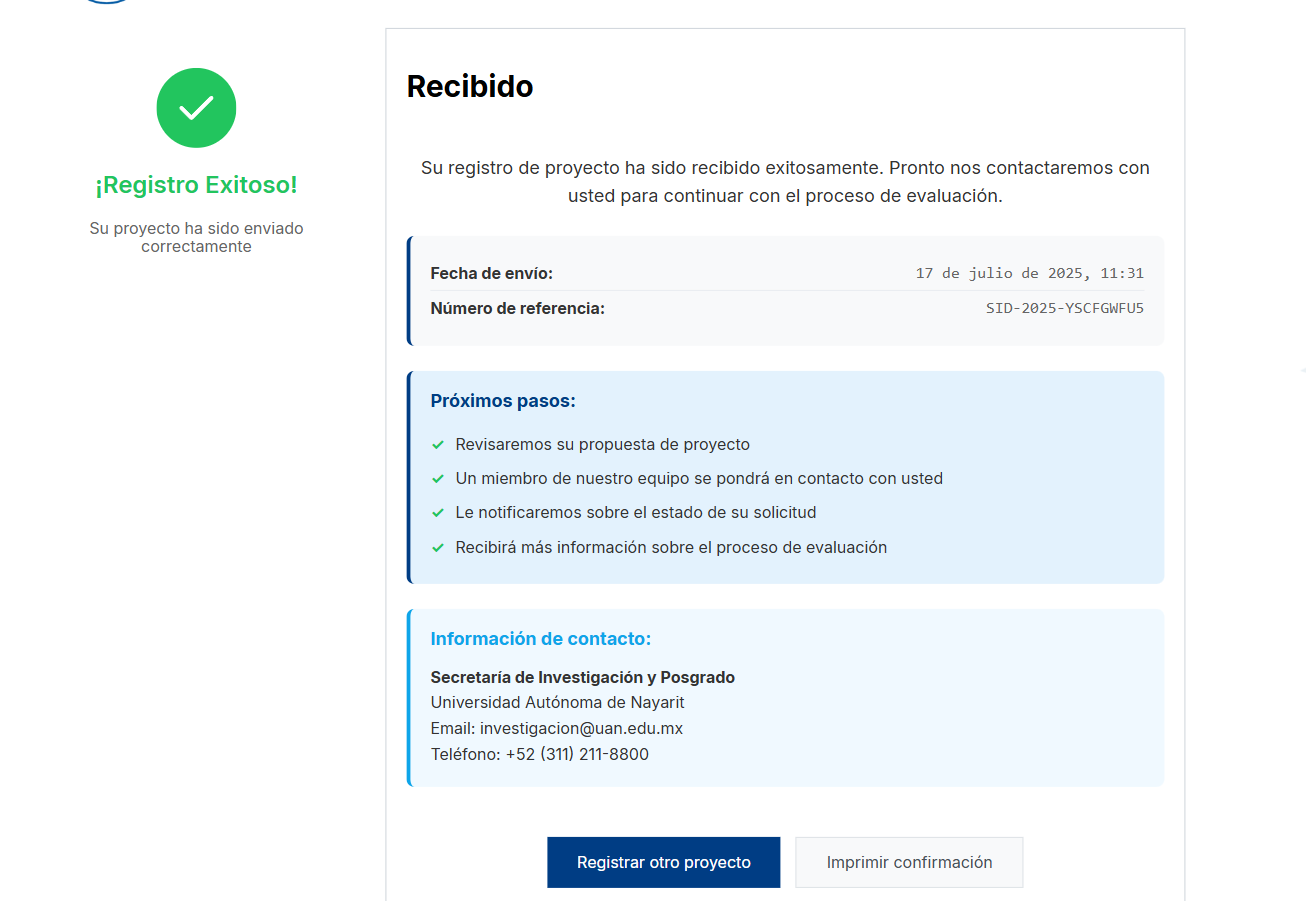 ¡Registro Exitoso!
Su proyecto ha sido enviado
correctamente
Recibido
Su registro de proyecto ha sido recibido exitosamente. Pronto nos contactaremos con
usted para continuar con el proceso de evaluación.
Fecha de envío: 17 de julio de 2025, 11:31
Número de referencia: SID-2025-YSCFGWFU5
Próximos pasos:
Revisaremos su propuesta de proyecto
Un miembro de nuestro equipo se pondrá en contacto con usted
Le notificaremos sobre el estado de su solicitud
Recibirá más información sobre el proceso de evaluación
Información de contacto:
Secretaría de Investigación y Posgrado
Universidad Autónoma de Nayarit
Email: investigacion@uan.edu.mx
Teléfono: +52 (311) 211-8800
Registrar otro proyecto
Imprimir confirmación